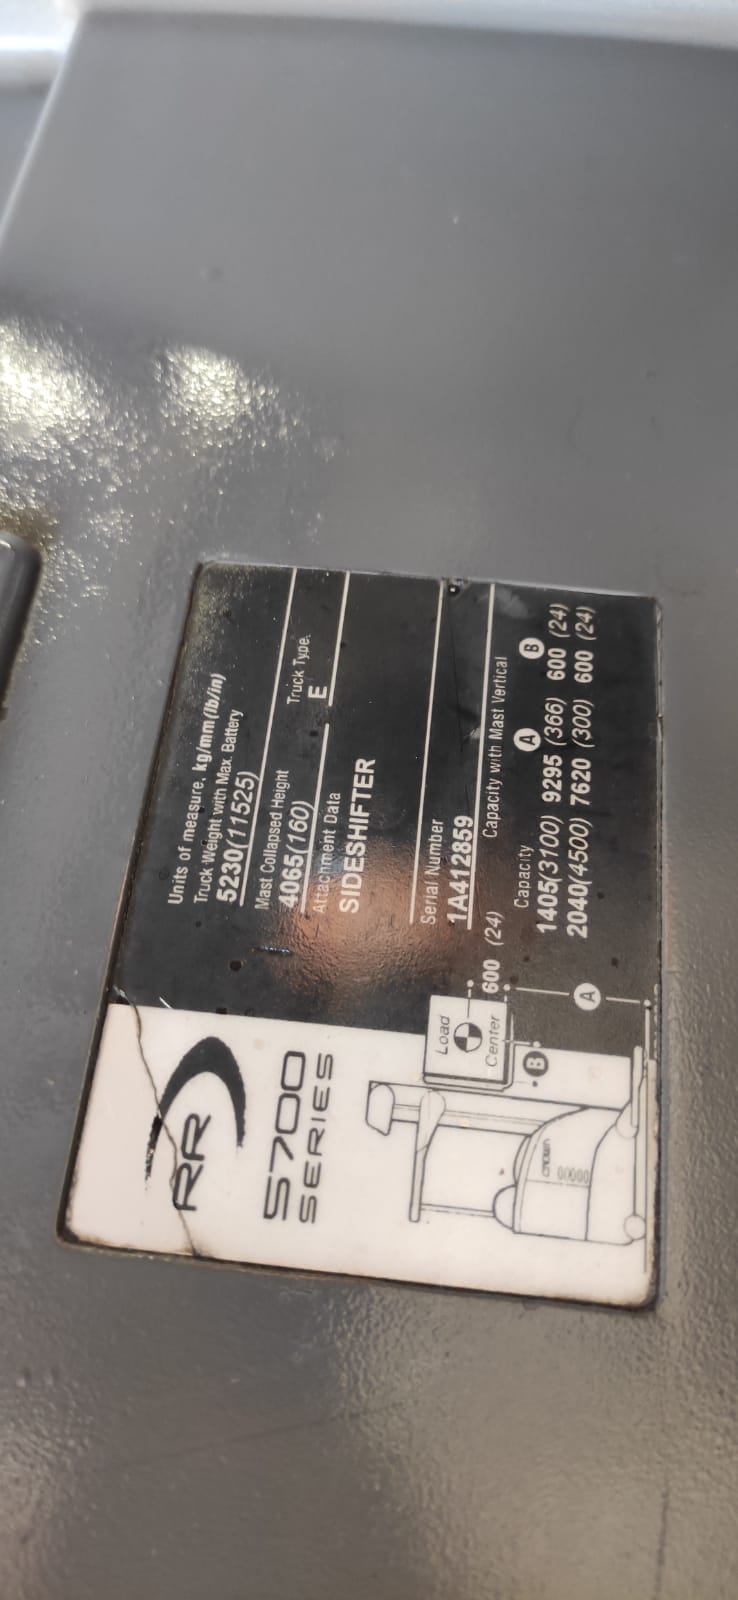 RR
5700
SERIES
Units of measure. kg/mm(lb/in)
Truck Weight with Max. Battery
5230(11525)
Mast Collapsed Height
4065(160)
Truck Type.
E
Attachment Data
SIDESHIFTER
Serial Number
1A412859
Capacity with Mast Vertical
Capacity A B
1405(3100) 9295 (366) 600 (24)
2040(4500) 7620 (300) 600 (24)
600 (24)
Load
Center
B
A
CROWN